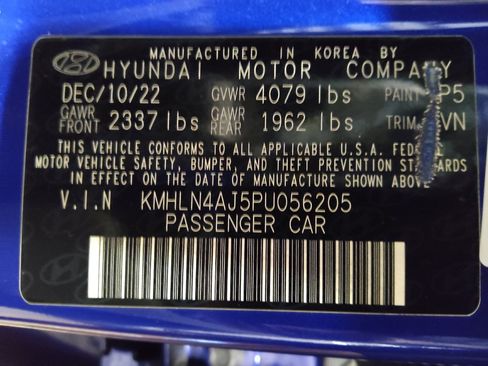 MANUFACTURED IN KOREA BY
HYUNDAI MOTOR COMPANY
DEC/10/22 GVWR 4079 lbs PAINT P5
GAWR FRONT 2337 lbs GAWR REAR 1962 lbs TRIM VN
THIS VEHICLE CONFORMS TO ALL APPLICABLE U.S.A. FEDERAL
MOTOR VEHICLE SAFETY, BUMPER, AND THEFT PREVENTION STANDARDS
IN EFFECT ON THE DATE OF MANUFACTURE SHOWN ABOVE
V.I.N KMHLN4AJ5PU056205
PASSENGER CAR